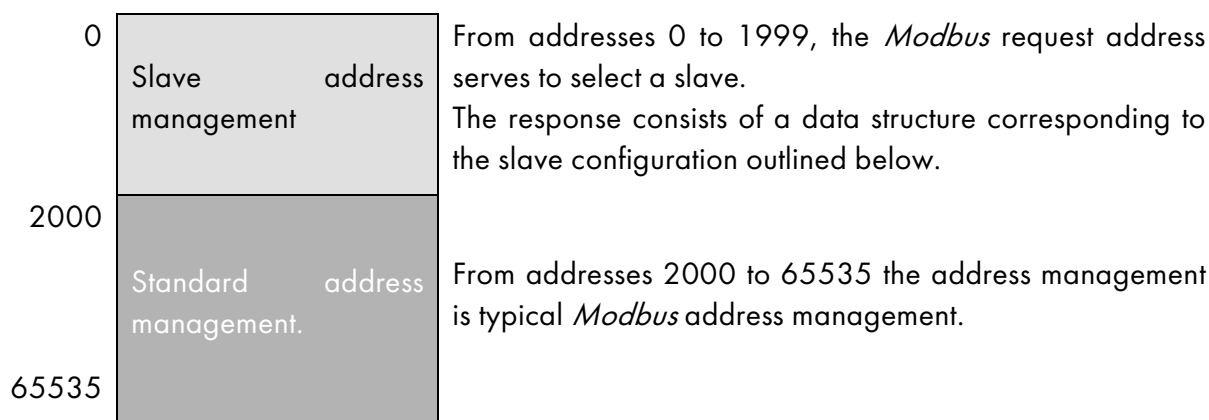 0
Slave address
management
From addresses 0 to 1999, the Modbus request address
serves to select a slave.
The response consists of a data structure corresponding to
the slave configuration outlined below.
2000
Standard address
management.
From addresses 2000 to 65535 the address management
is typical Modbus address management.
65535